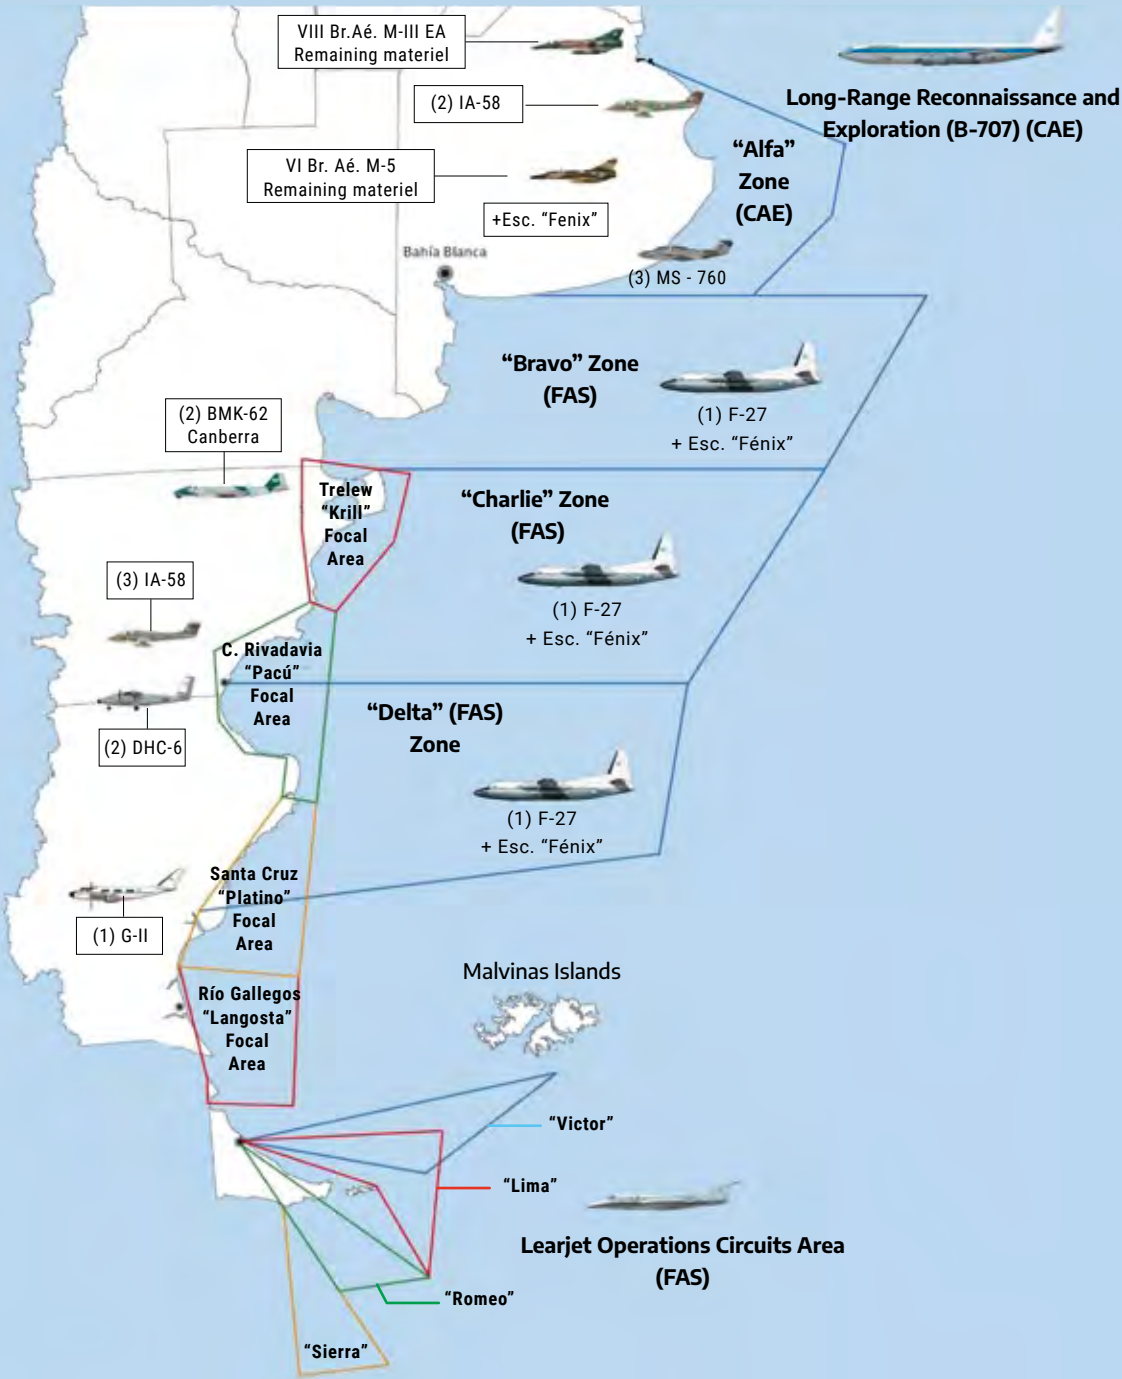 VIII Br.Aé. M-III EA
Remaining materiel
(2) IA-58
Long-Range Reconnaissance and
Exploration (B-707) (CAE)
“Alfa”
Zone
(CAE)
VI Br. Aé. M-5
Remaining materiel
+Esc. “Fenix”
Bahía Blanca
(3) MS - 760
“Bravo” Zone
(FAS)
(1) F-27
+ Esc. “Fénix”
(2) BMK-62
Canberra
Trelew
“Krill”
Focal
Area
“Charlie” Zone
(FAS)
(1) F-27
+ Esc. “Fénix”
(3) IA-58
C. Rivadavia
“Pacú”
Focal
Area
(2) DHC-6
“Delta” (FAS)
Zone
(1) F-27
+ Esc. “Fénix”
Santa Cruz
“Platino”
Focal
Area
(1) G-II
Río Gallegos
“Langosta”
Focal
Area
Malvinas Islands
“Victor”
“Lima”
Learjet Operations Circuits Area
(FAS)
“Romeo”
“Sierra”